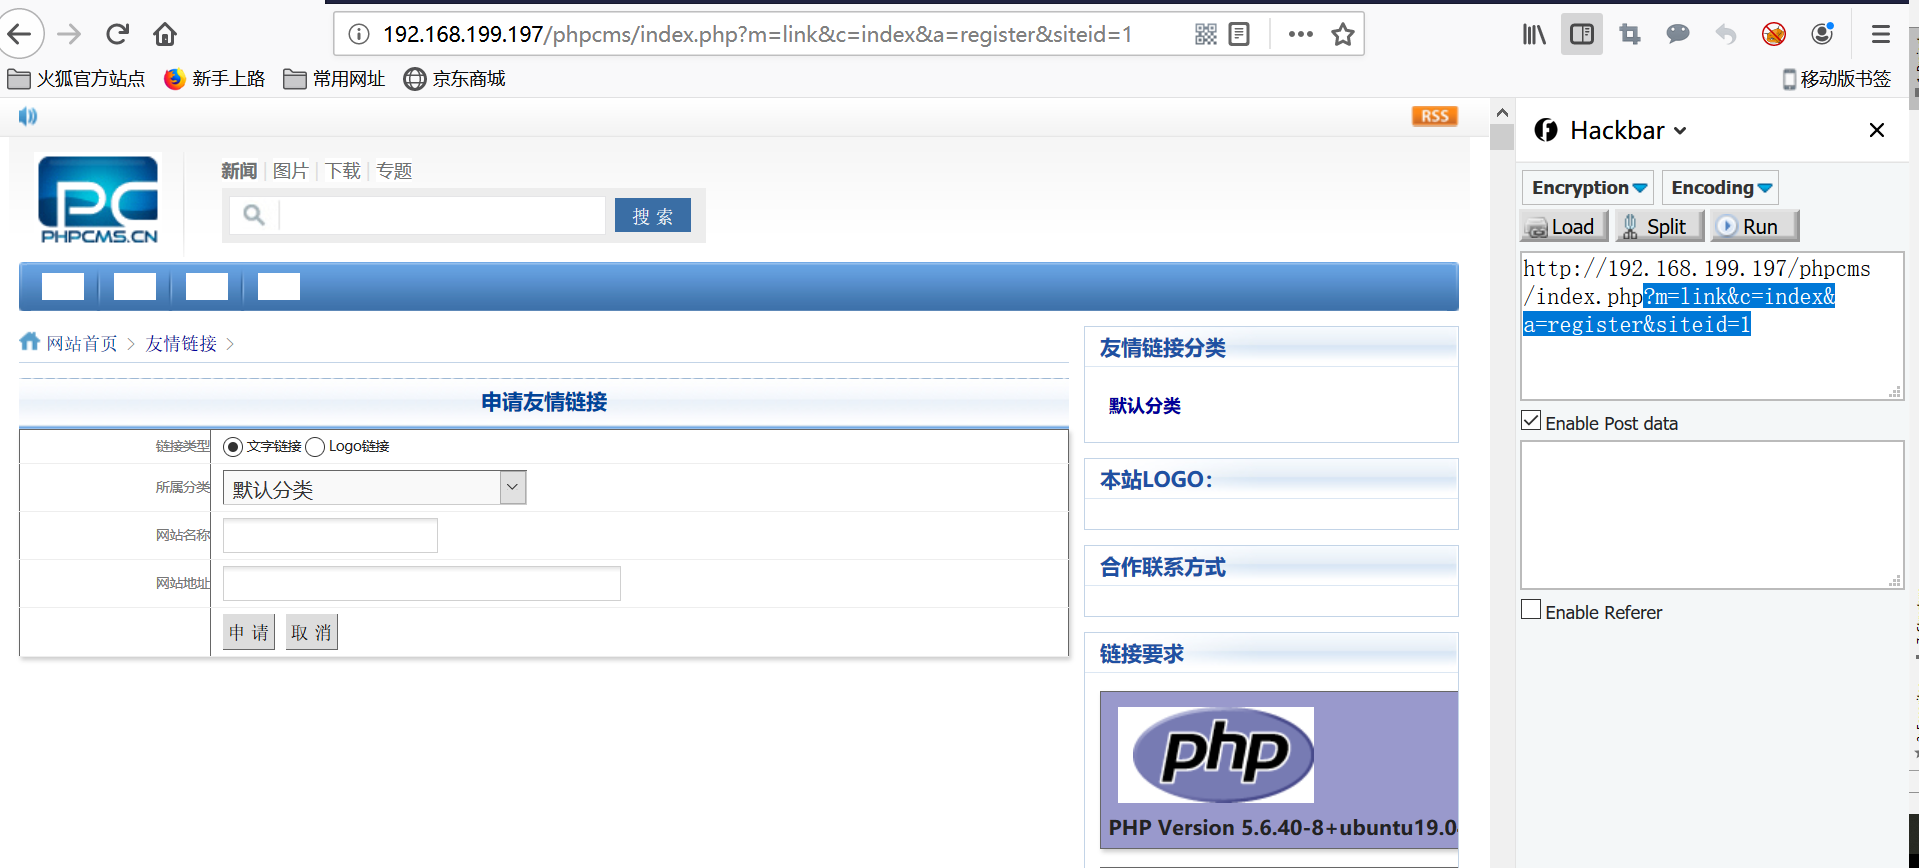 192.168.199.197/phpcms/index.php?m=link&c=index&a=register&siteid=1
火狐官方站点 新手上路 常用网址 京东商城 移动版书签
RSS
PC
PHPCMS.CN
新闻 | 图片 | 下载 | 专题
搜 索
网站首页 > 友情链接 >
申请友情链接
链接类型 文字链接 Logo链接
所属分类 默认分类
网站名称
网站地址
申 请 取 消
友情链接分类
默认分类
本站LOGO:
合作联系方式
链接要求
php
PHP Version 5.6.40-8+ubuntu19.0
Hackbar
Encryption Encoding
Load Split Run
http://192.168.199.197/phpcms
/index.php?m=link&c=index&
a=register&siteid=1
Enable Post data
Enable Referer